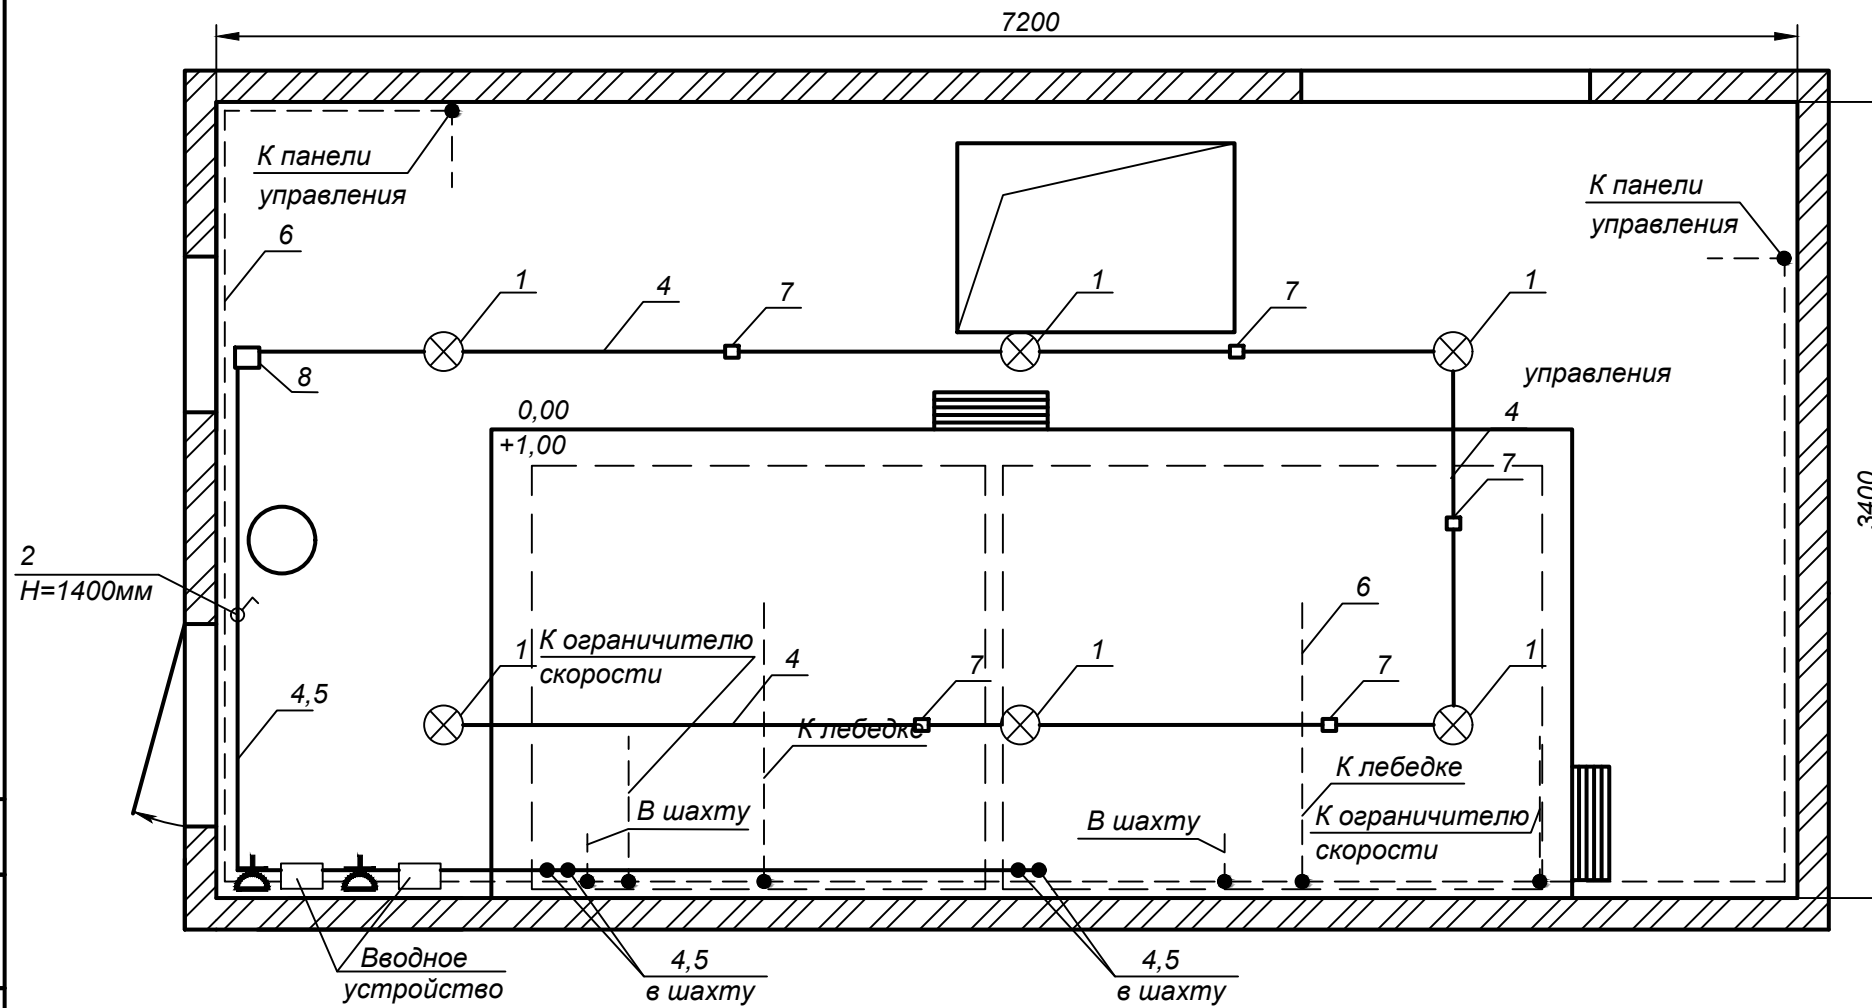 7200
К панели
управления
К панели
управления
6
1
4
7
1
7
1
8
управления
0,00
4
+1,00
7
3400
2
Н=1400мм
6
1
К ограничителю
скорости
4
7
1
7
1
4,5
К лебедке
К лебедке
В шахту
В шахту
К ограничителю
скорости
Вводное
устройство
4,5
в шахту
4,5
в шахту